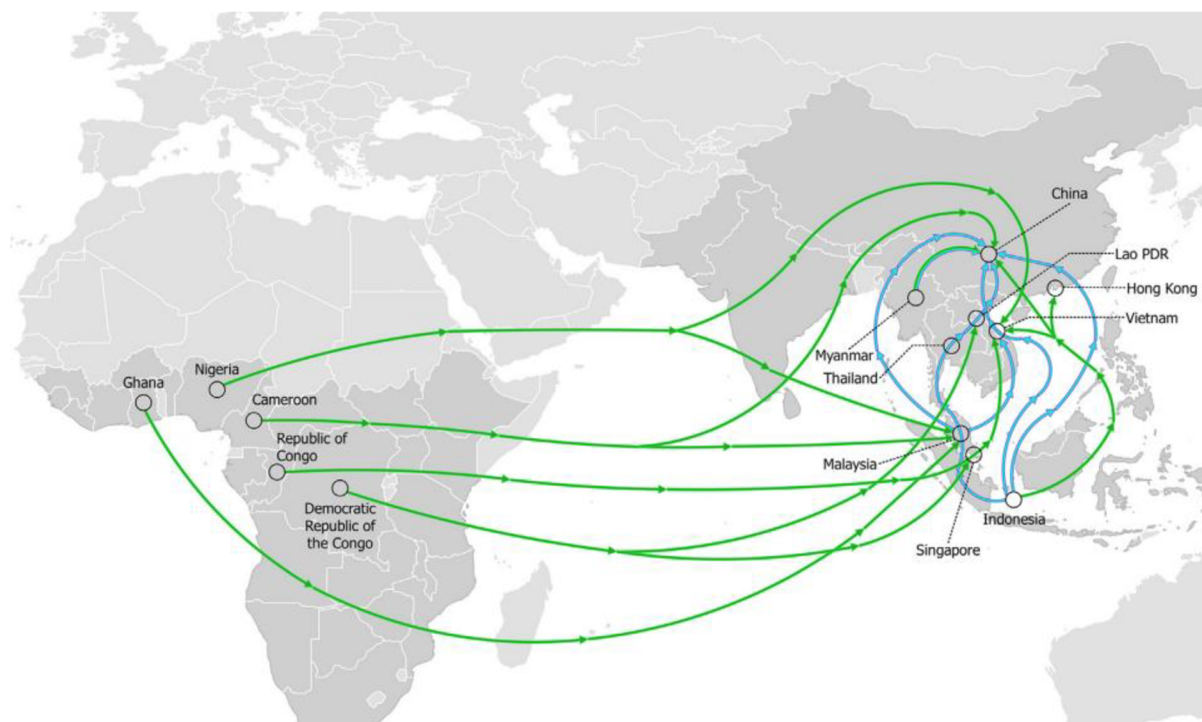 China
Lao PDR
Hong Kong
Vietnam
Myanmar
Thailand
Nigeria
Ghana
Cameroon
Republic of
Congo
Malaysia
Democratic
Republic of
the Congo
Indonesia
Singapore